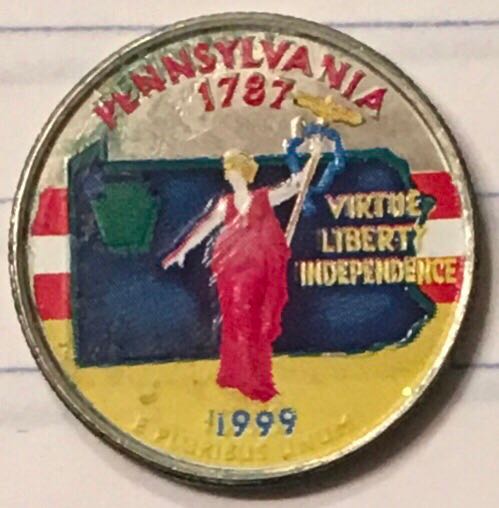 PENNSYLVANIA
1787
VIRTUE
LIBERTY
INDEPENDENCE
1999
E PLURIBUS UNUM